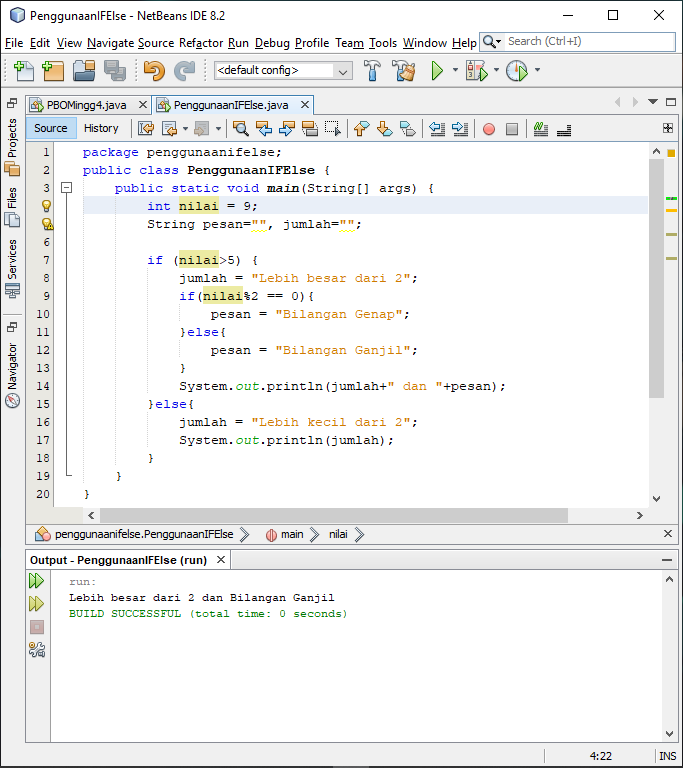 PenggunaanIFElse - NetBeans IDE 8.2
File Edit View Navigate Source Refactor Run Debug Profile Team Tools Window Help Search (Ctrl+I)
<default config>
PBOMingg4.java PenggunaanIFElse.java
Source History
Projects
Files
Services
Navigator
1 package penggunaanifelse;
2 public class PenggunaanIFElse {
3 public static void main(String[] args) {
int nilai = 9;
String pesan="", jumlah="";
6
7 if (nilai>5) {
8 jumlah = "Lebih besar dari 2";
9 if(nilai%2 == 0){
10 pesan = "Bilangan Genap";
11 }else{
12 pesan = "Bilangan Ganjil";
13 }
14 System.out.println(jumlah+" dan "+pesan);
15 }else{
16 jumlah = "Lebih kecil dari 2";
17 System.out.println(jumlah);
18 }
19 }
20 }
penggunaanifelse.PenggunaanIFElse main nilai
Output - PenggunaanIFElse (run)
run:
Lebih besar dari 2 dan Bilangan Ganjil
BUILD SUCCESSFUL (total time: 0 seconds)
4:22 INS